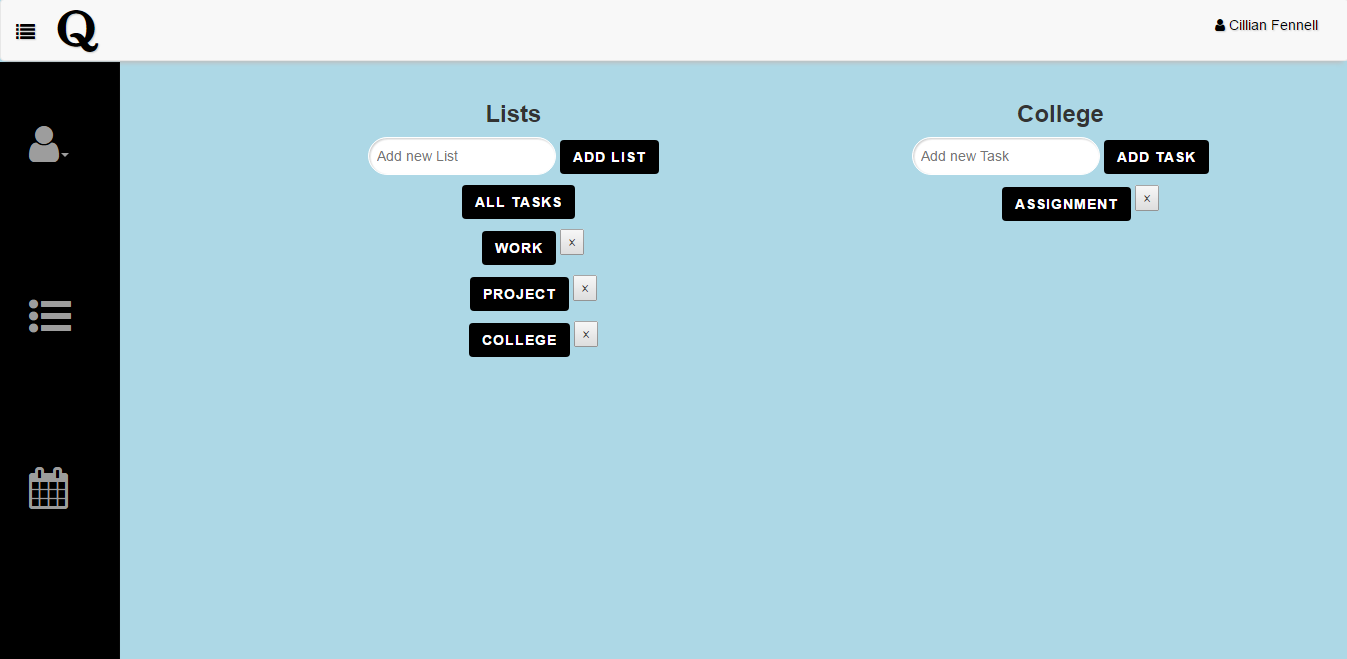 Q
Cillian Fennell
Lists
Add new List ADD LIST
ALL TASKS
WORK x
PROJECT x
COLLEGE x
College
Add new Task ADD TASK
ASSIGNMENT x